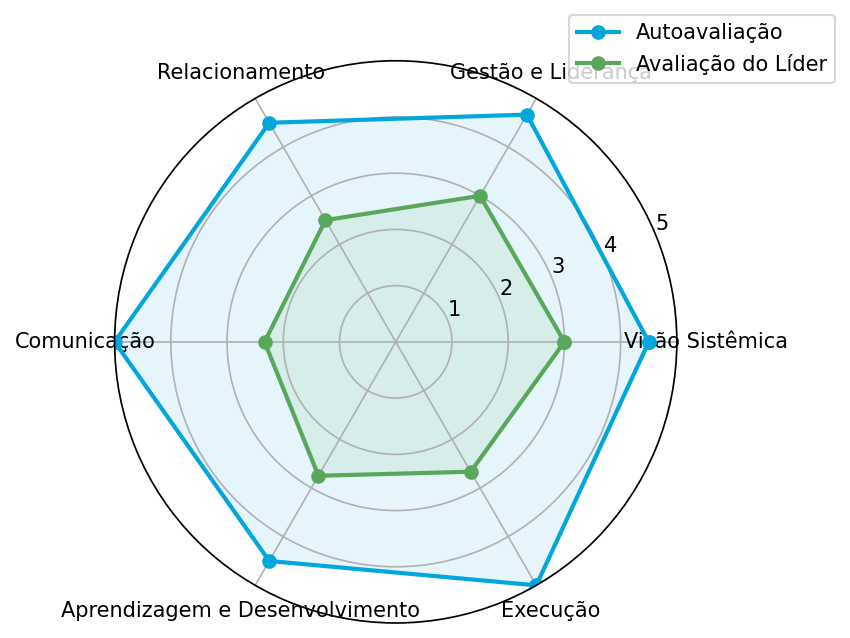 Autoavaliação
Avaliação do Líder
Relacionamento
Gestão e Liderança
5
4
3
2
1
Comunicação
Visão Sistêmica
Aprendizagem e Desenvolvimento
Execução